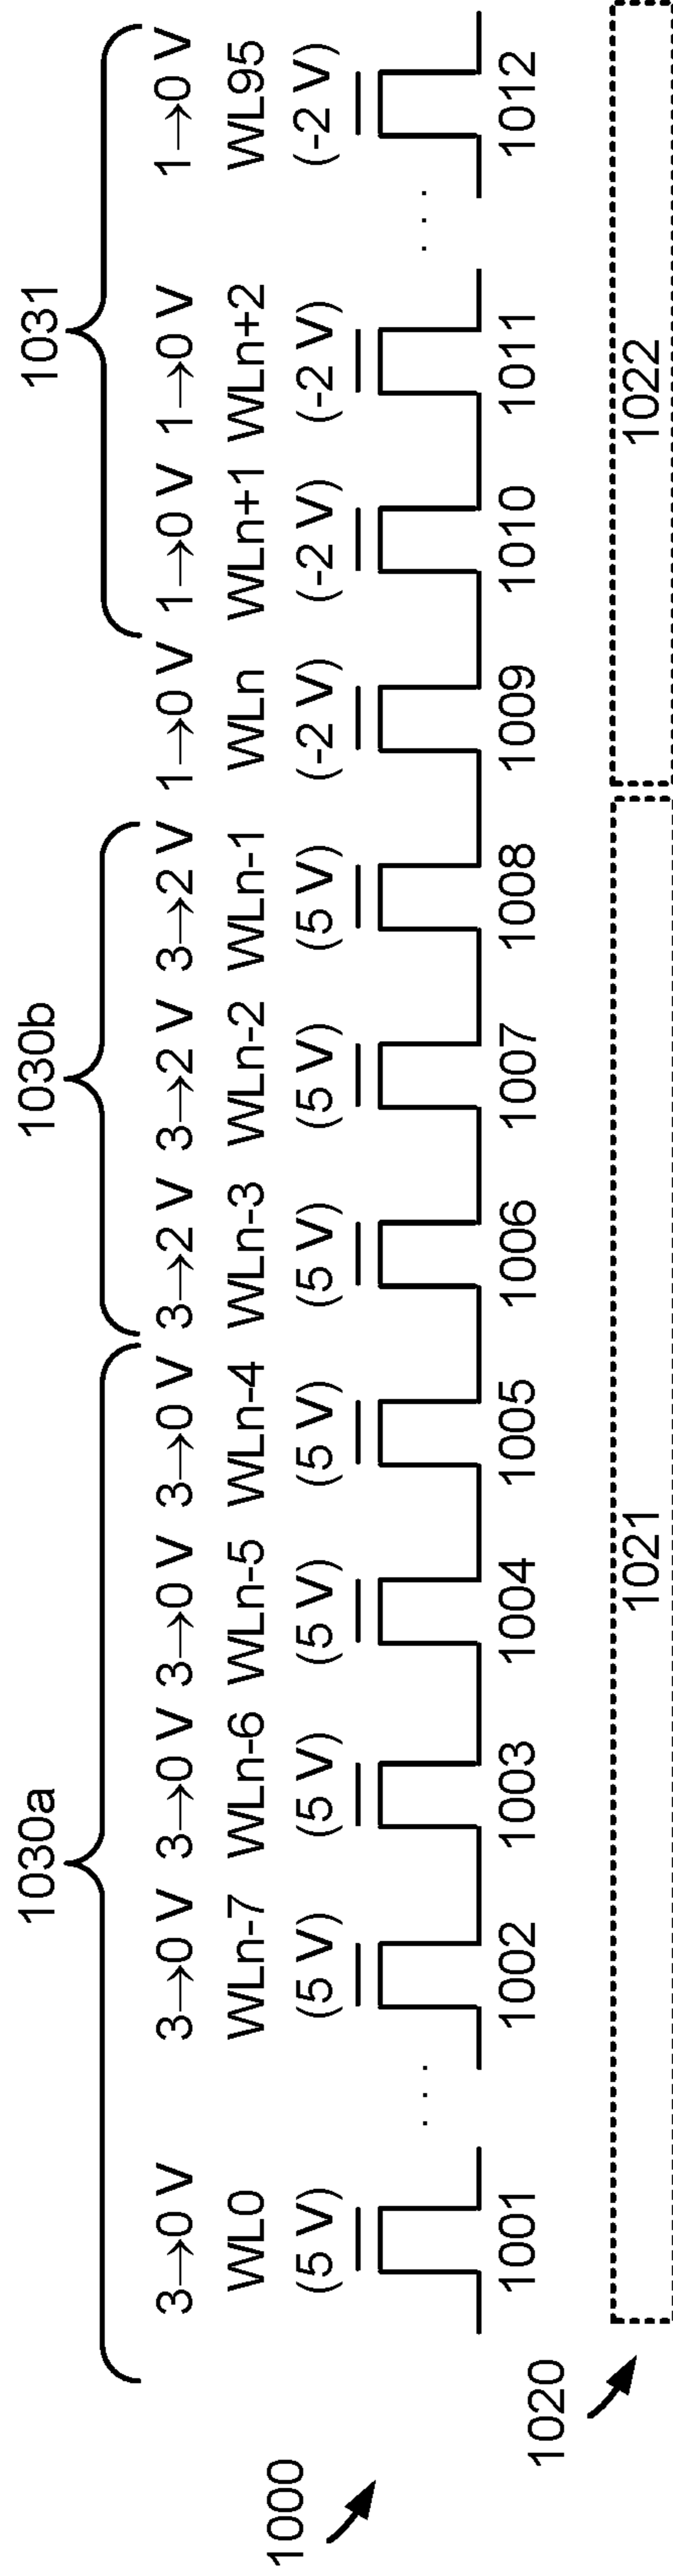 1030a 1030b 1031
3→0 V 3→0 V 3→0 V 3→0 V 3→0 V 3→2 V 3→2 V 3→2 V 1→0 V 1→0 V 1→0 V 1→0 V
WL0 WLn-7 WLn-6 WLn-5 WLn-4 WLn-3 WLn-2 WLn-1 WLn WLn+1 WLn+2 WL95
(5 V) (5 V) (5 V) (5 V) (5 V) (5 V) (5 V) (5 V) (-2 V) (-2 V) (-2 V) (-2 V)
1000
. . . . . .
1001 1002 1003 1004 1005 1006 1007 1008 1009 1010 1011 1012
1020
1021 1022